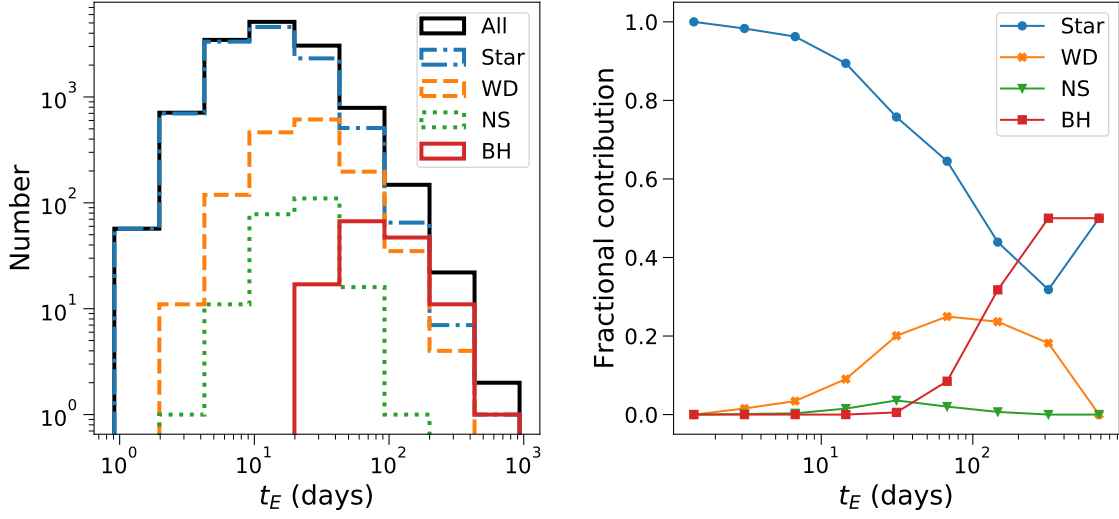 Number
10^3
10^2
10^1
10^0
10^0 10^1 10^2 10^3
t_E (days)
All
Star
WD
NS
BH
Fractional contribution
1.0
0.8
0.6
0.4
0.2
0.0
10^1 10^2
t_E (days)
Star
WD
NS
BH